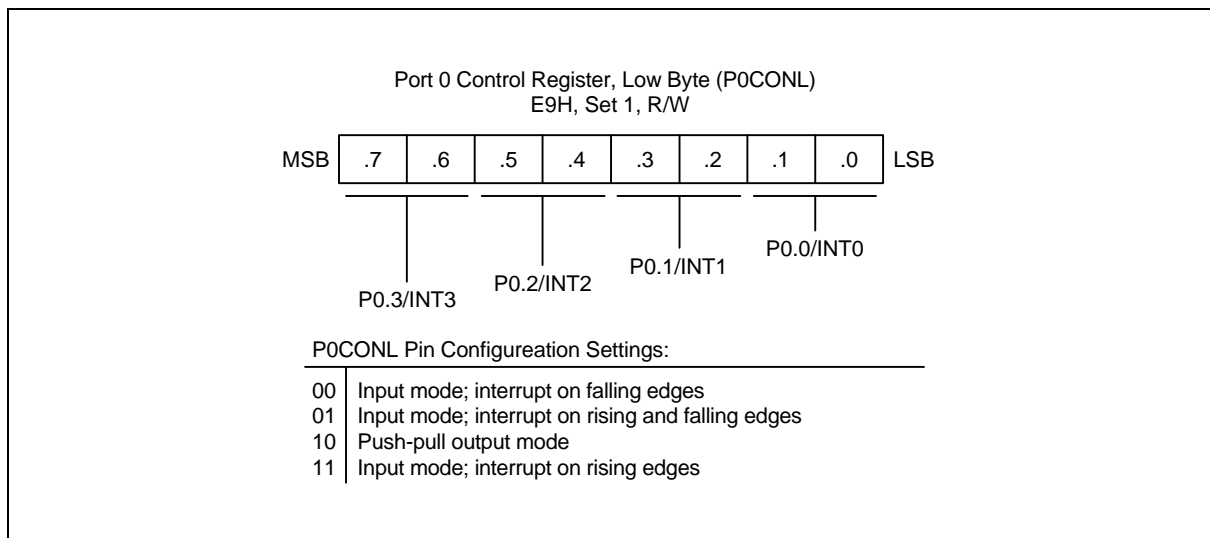 Port 0 Control Register, Low Byte (P0CONL)
E9H, Set 1, R/W
MSB .7 .6 .5 .4 .3 .2 .1 .0 LSB
P0.0/INT0
P0.1/INT1
P0.2/INT2
P0.3/INT3
P0CONL Pin Configureation Settings:
00 Input mode; interrupt on falling edges
01 Input mode; interrupt on rising and falling edges
10 Push-pull output mode
11 Input mode; interrupt on rising edges